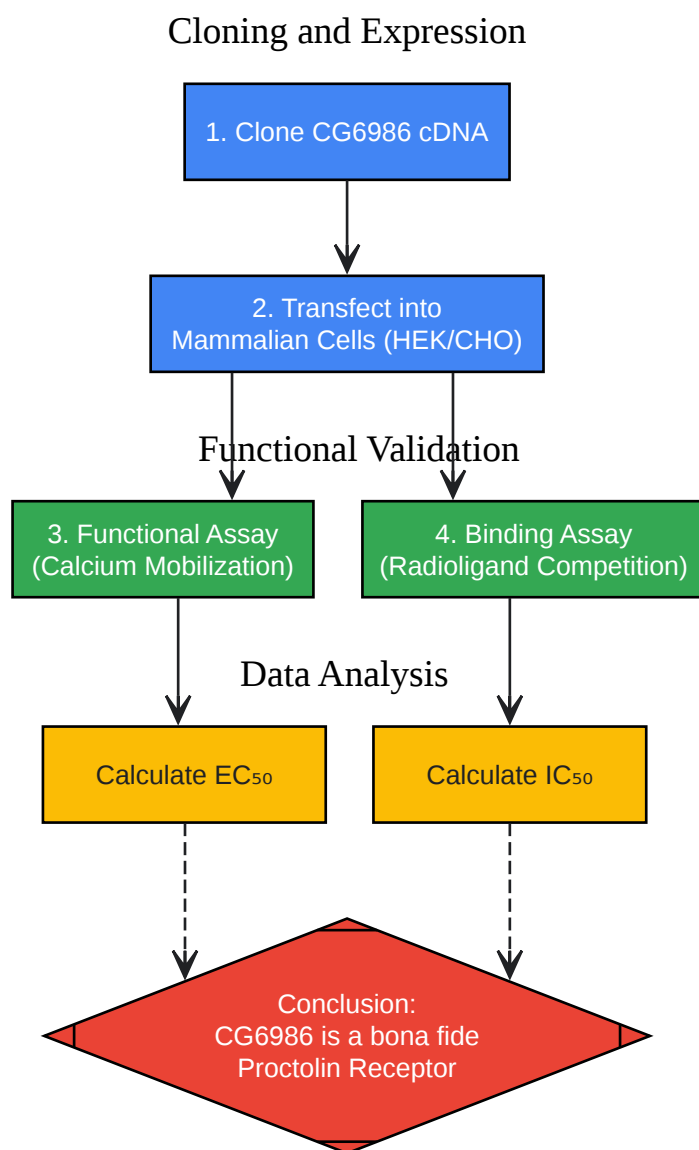 Cloning and Expression
1. Clone CG6986 cDNA
2. Transfect into
Mammalian Cells (HEK/CHO)
Functional Validation
3. Functional Assay
(Calcium Mobilization)
4. Binding Assay
(Radioligand Competition)
Data Analysis
Calculate EC₅₀
Calculate IC₅₀
Conclusion:
CG6986 is a bona fide
Proctolin Receptor